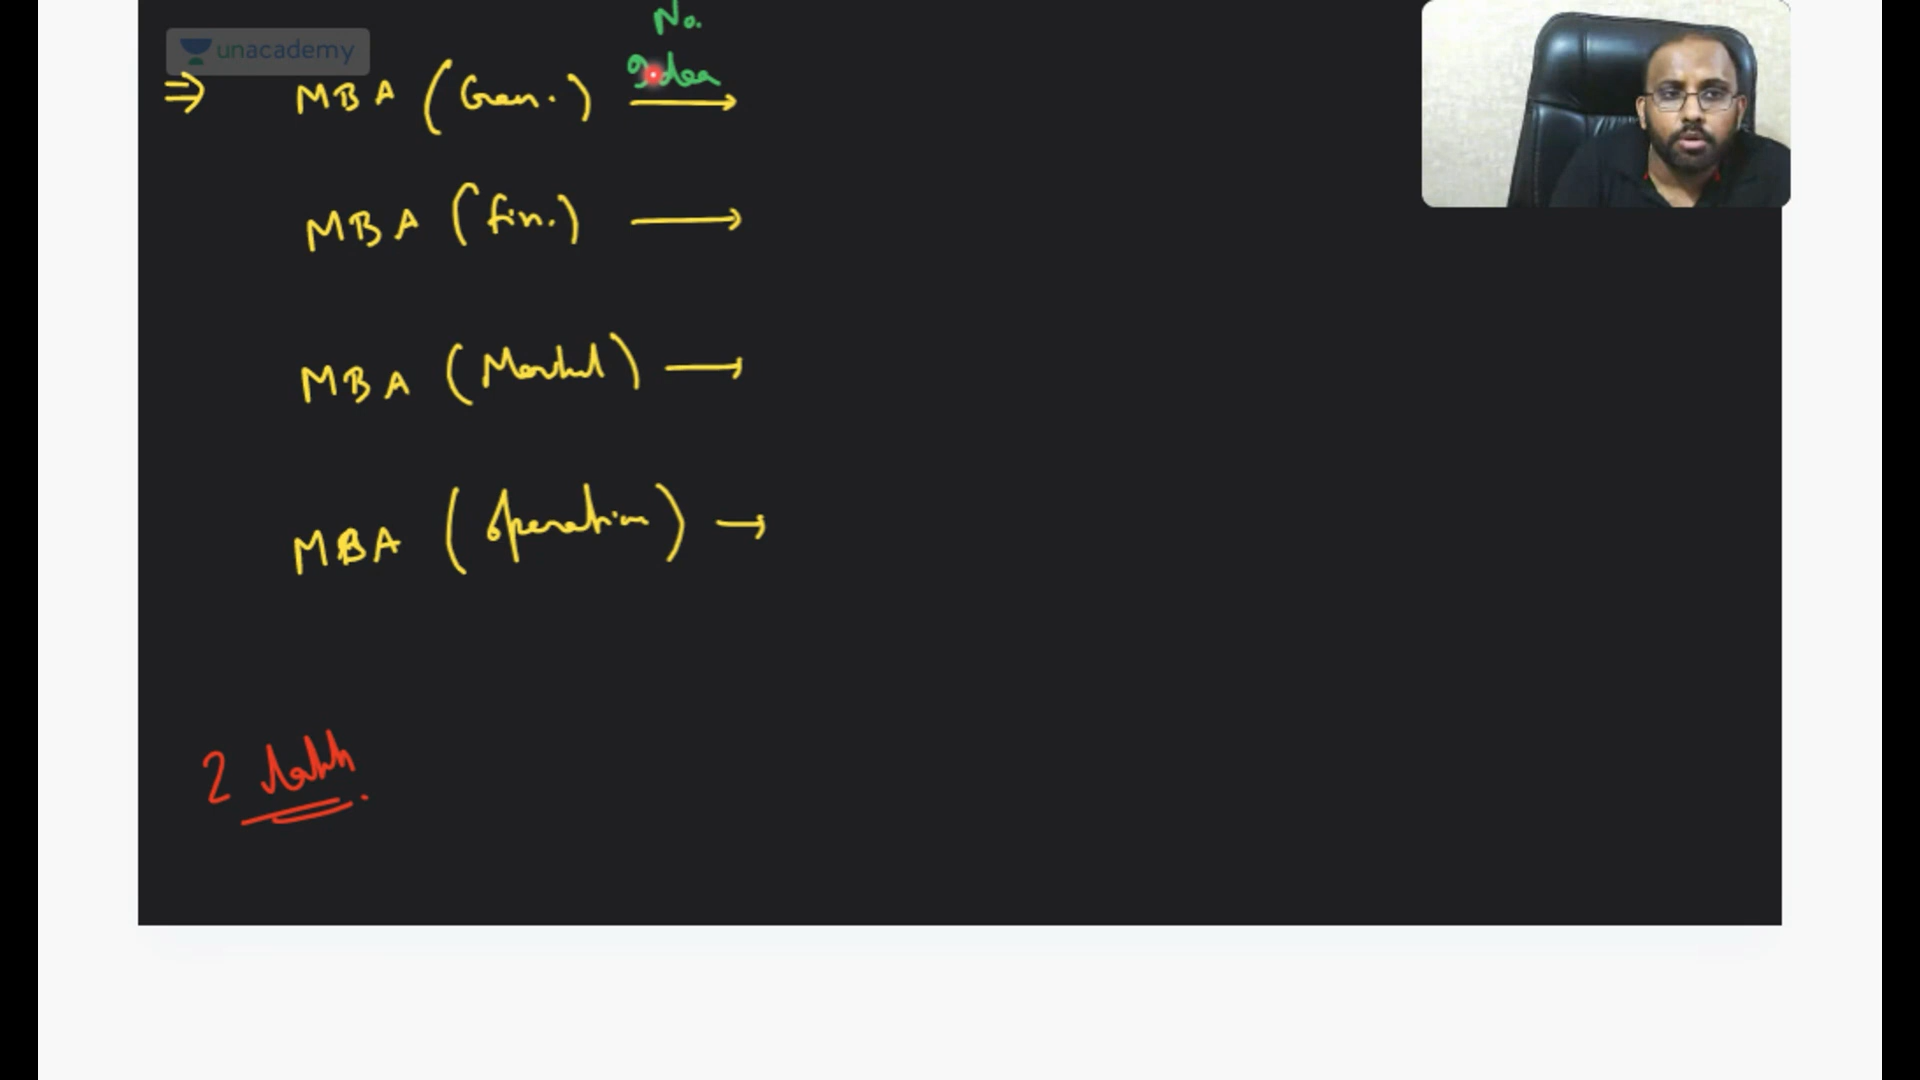 No.
unacademy
Idea
⇒ MBA (Gen.) →
MBA (fin.) →
MBA (Market) →
MBA (operation) →
2 lakh.